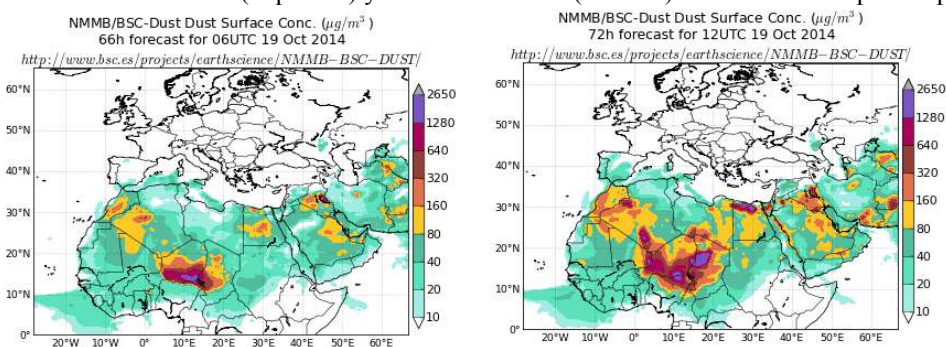 NMMB/BSC-Dust Dust Surface Conc. (μg/m³)
66h forecast for 06UTC 19 Oct 2014
http://www.bsc.es/projects/earthscience/NMMB−BSC−DUST/
60°N
50°N
40°N
30°N
20°N
10°N
0°
20°W 10°W 0° 10°E 20°E 30°E 40°E 50°E 60°E
2650
1280
640
320
160
80
40
20
10
NMMB/BSC-Dust Dust Surface Conc. (μg/m³)
72h forecast for 12UTC 19 Oct 2014
http://www.bsc.es/projects/earthscience/NMMB−BSC−DUST/
60°N
50°N
40°N
30°N
20°N
10°N
0°
20°W 10°W 0° 10°E 20°E 30°E 40°E 50°E 60°E
2650
1280
640
320
160
80
40
20
10